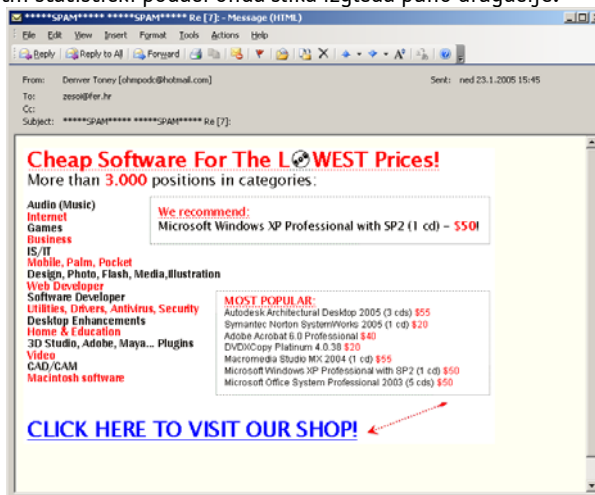 *****SPAM***** *****SPAM***** Re [7]: - Message (HTML)
File Edit View Insert Format Tools Actions Help
Reply Reply to All Forward
From: Denver Toney [ohmpodc@hotmail.com] Sent: ned 23.1.2005 15:45
To: zesoi@fer.hr
Cc:
Subject: *****SPAM***** *****SPAM***** Re [7]:
Cheap Software For The LOWEST Prices!
More than 3.000 positions in categories:
Audio (Music)
Internet
Games
Business
IS/IT
Mobile, Palm, Pocket
Design, Photo, Flash, Media,Illustration
Web Developer
Software Developer
Utilities, Drivers, Antivirus, Security
Desktop Enhancements
Home & Education
3D Studio, Adobe, Maya... Plugins
Video
CAD/CAM
Macintosh software
We recommend:
Microsoft Windows XP Professional with SP2 (1 cd) – $50!
MOST POPULAR:
Autodesk Architectural Desktop 2005 (3 cds) $55
Symantec Norton SystemWorks 2005 (1 cd) $20
Adobe Acrobat 6.0 Professional $40
DVDXCopy Platinum 4.0.38 $20
Macromedia Studio MX 2004 (1 cd) $55
Microsoft Windows XP Professional with SP2 (1 cd) $50
Microsoft Office System Professional 2003 (5 cds) $50
CLICK HERE TO VISIT OUR SHOP!